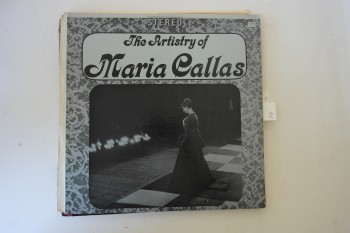 STEREO
The Artistry of
Maria Callas